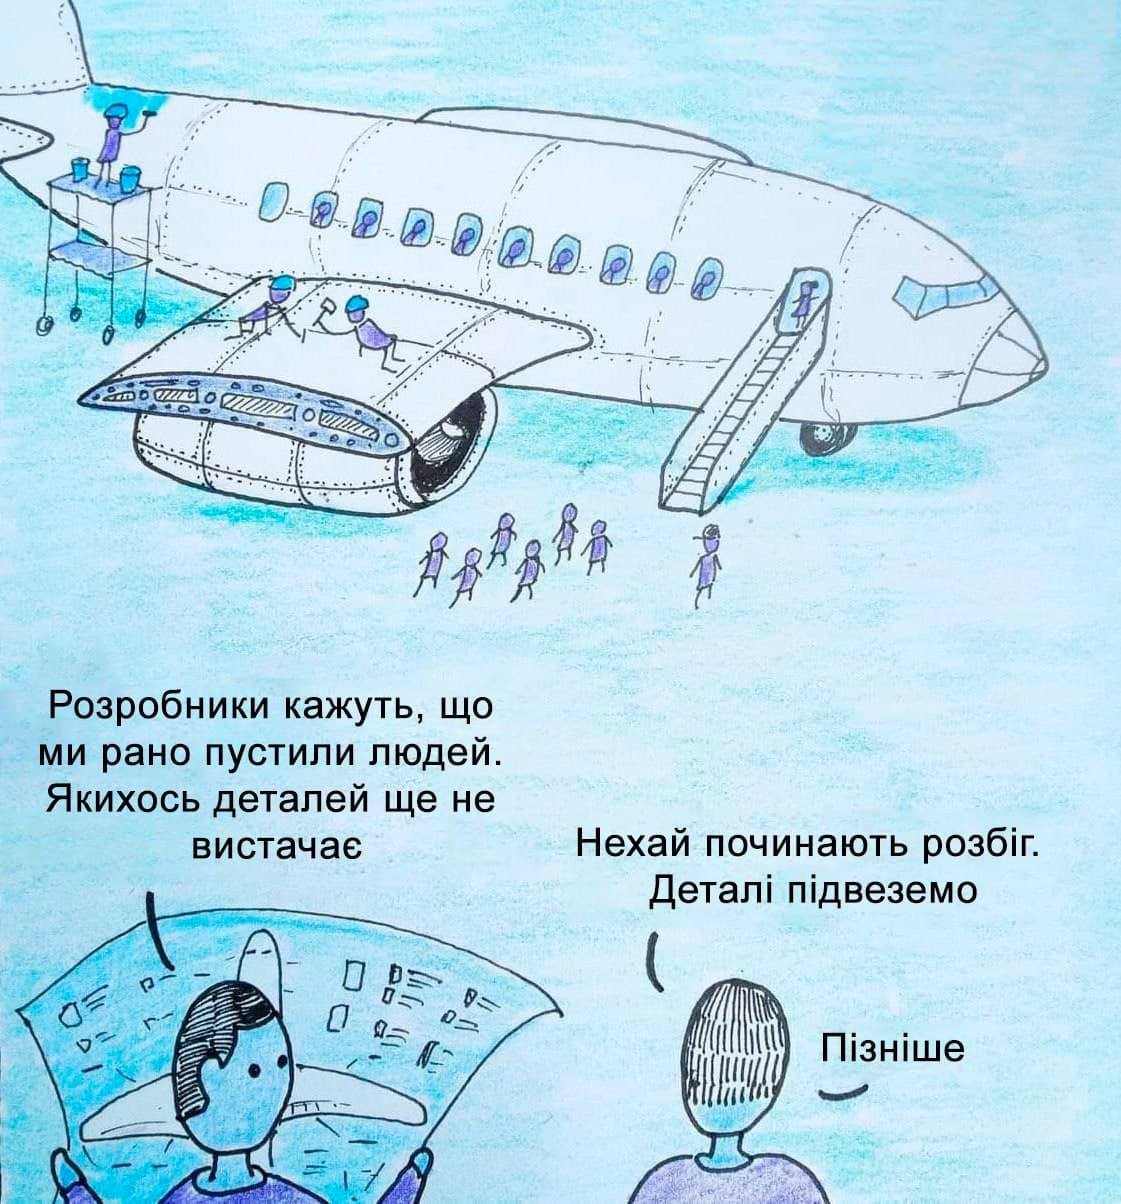 Розробники кажуть, що
ми рано пустили людей.
Якихось деталей ще не
вистачає
Нехай починають розбіг.
Деталі підвеземо
Пізніше